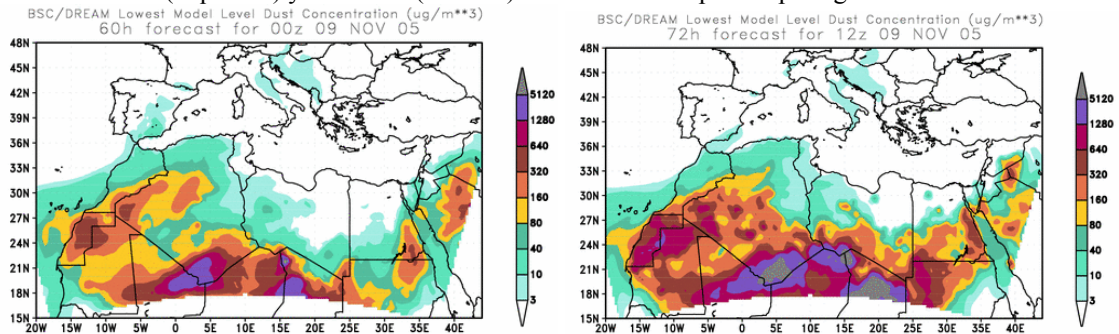 BSC/DREAM Lowest Model Level Dust Concentration (ug/m**3)
60h forecast for 00z 09 NOV 05
48N
45N
42N
39N
36N
33N
30N
27N
24N
21N
18N
15N
20W 15W 10W 5W 0 5E 10E 15E 20E 25E 30E 35E 40E
5120
1280
640
320
160
80
40
10
3
BSC/DREAM Lowest Model Level Dust Concentration (ug/m**3)
72h forecast for 12z 09 NOV 05
48N
45N
42N
39N
36N
33N
30N
27N
24N
21N
18N
15N
20W 15W 10W 5W 0 5E 10E 15E 20E 25E 30E 35E 40E
5120
1280
640
320
160
80
40
10
3